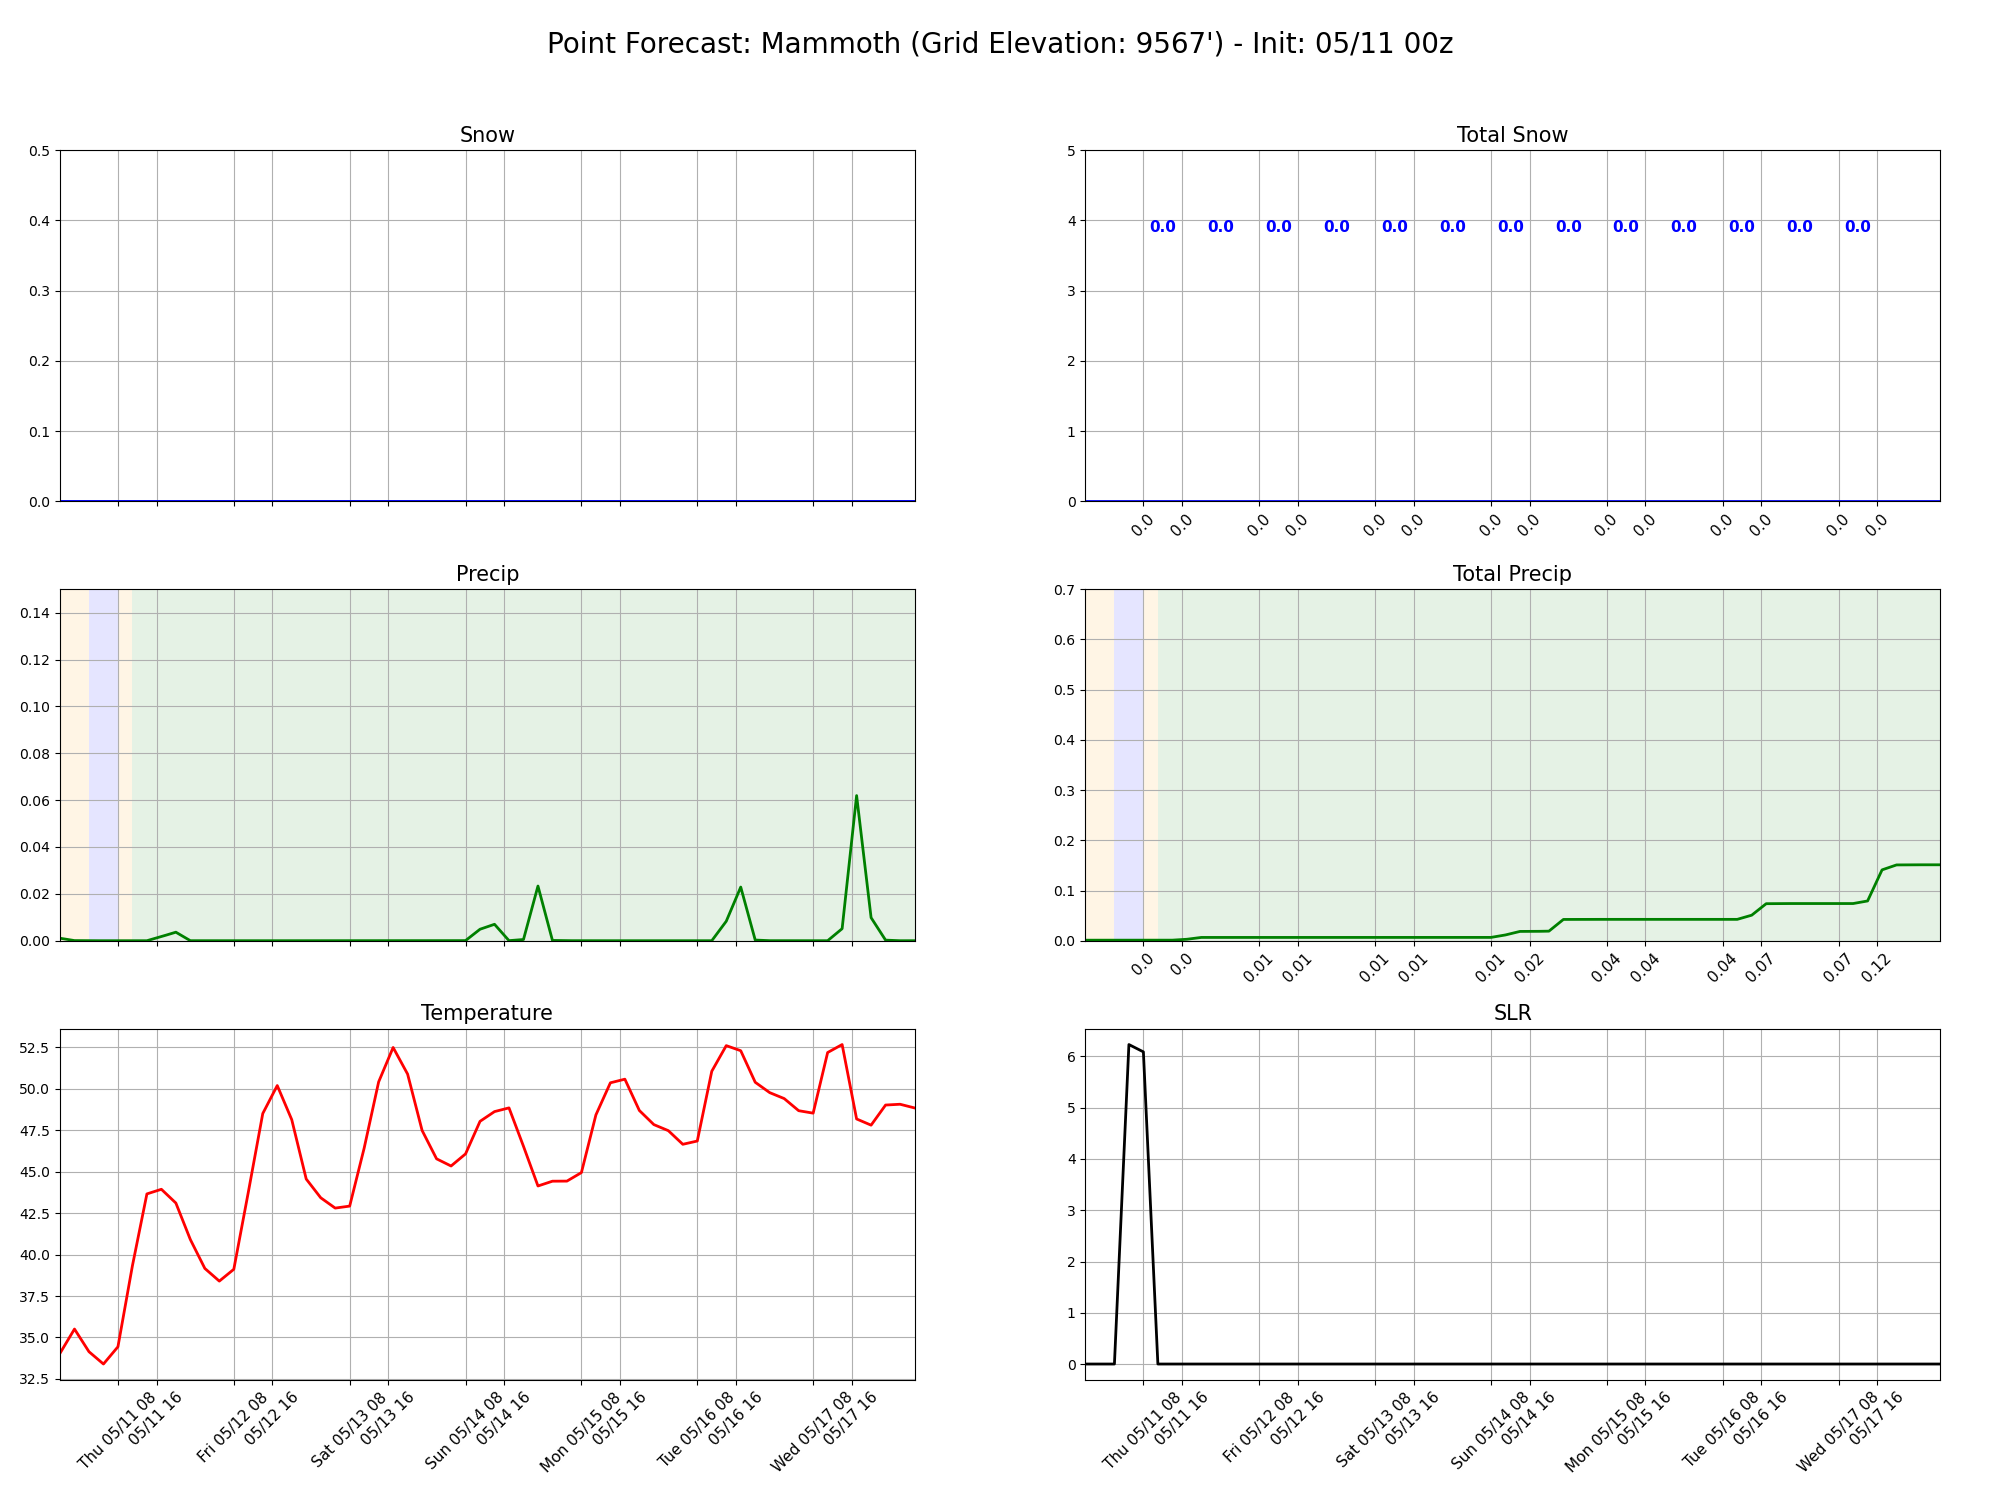 Point Forecast: Mammoth (Grid Elevation: 9567') - Init: 05/11 00z
Snow
0.5
0.4
0.3
0.2
0.1
0.0
Total Snow
5
4
3
2
1
0
0.0 0.0 0.0 0.0 0.0 0.0 0.0 0.0 0.0 0.0 0.0 0.0 0.0
0.0 0.0 0.0 0.0 0.0 0.0 0.0 0.0 0.0 0.0 0.0 0.0 0.0 0.0
Precip
0.14
0.12
0.10
0.08
0.06
0.04
0.02
0.00
Total Precip
0.7
0.6
0.5
0.4
0.3
0.2
0.1
0.0
0.0 0.0 0.01 0.01 0.01 0.01 0.01 0.02 0.04 0.04 0.04 0.07 0.07 0.12
Temperature
52.5
50.0
47.5
45.0
42.5
40.0
37.5
35.0
32.5
Thu 05/11 08
05/11 16
Fri 05/12 08
05/12 16
Sat 05/13 08
05/13 16
Sun 05/14 08
05/14 16
Mon 05/15 08
05/15 16
Tue 05/16 08
05/16 16
Wed 05/17 08
05/17 16
SLR
6
5
4
3
2
1
0
Thu 05/11 08
05/11 16
Fri 05/12 08
05/12 16
Sat 05/13 08
05/13 16
Sun 05/14 08
05/14 16
Mon 05/15 08
05/15 16
Tue 05/16 08
05/16 16
Wed 05/17 08
05/17 16